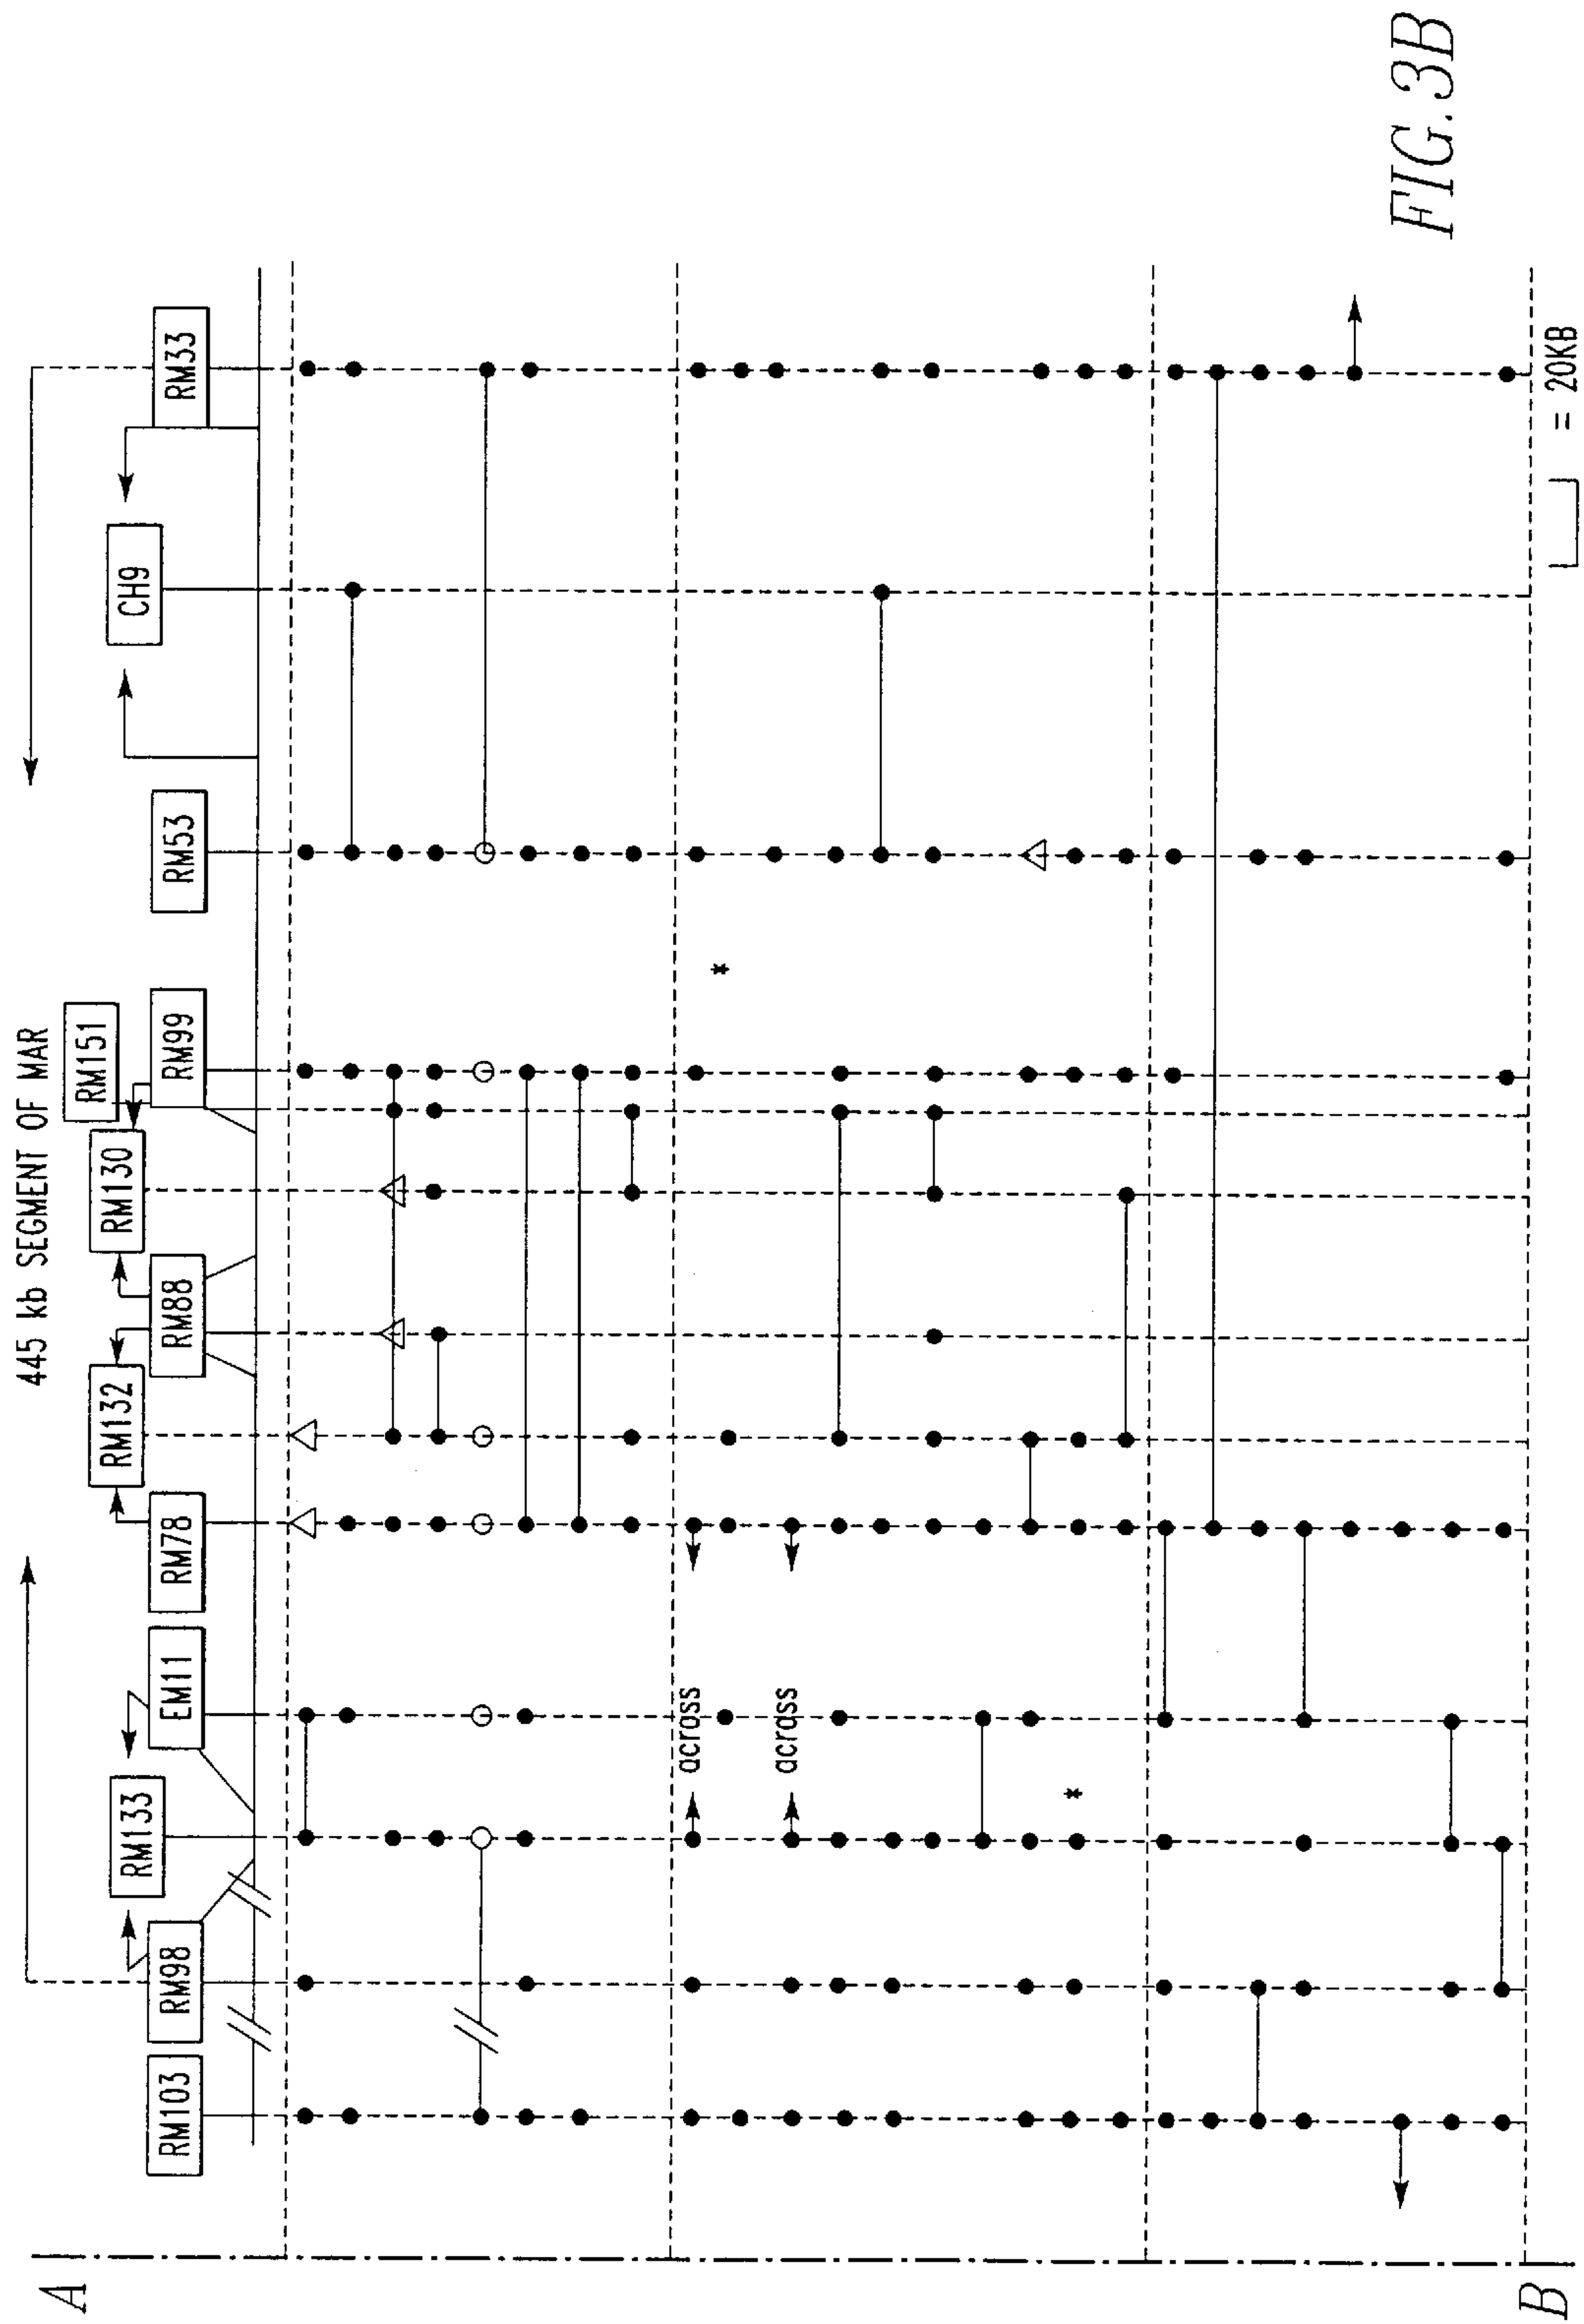 A
445 kb SEGMENT OF MAR
RM103
RM98
RM133
EM11
RM78
RM132
RM88
RM130
RM151
RM99
RM53
CH9
RM33
across
across
*
*
B
= 20KB
FIG. 3B